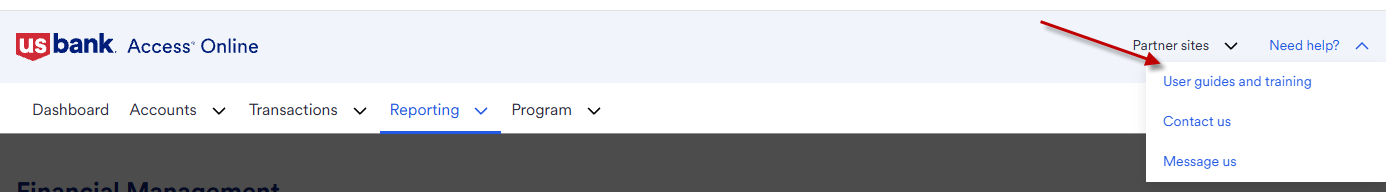 usbank. Access® Online
Partner sites
Need help?
User guides and training
Contact us
Message us
Dashboard Accounts Transactions Reporting Program
Financial Management